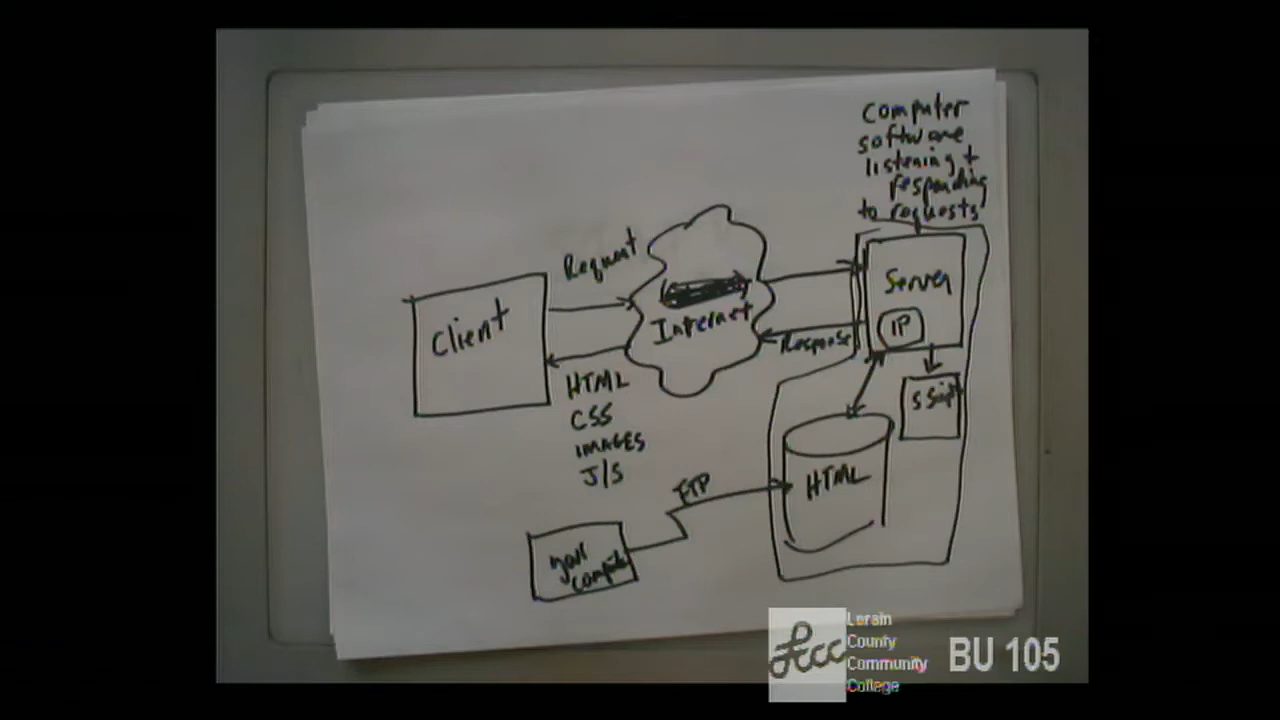 computer
software
listening +
responding
to requests
Request
Client
Internet
Server
IP
Response
HTML
CSS
IMAGES
J/S
HTML
FTP
your
computer
Lorain
County
Community
College
lccc
BU 105